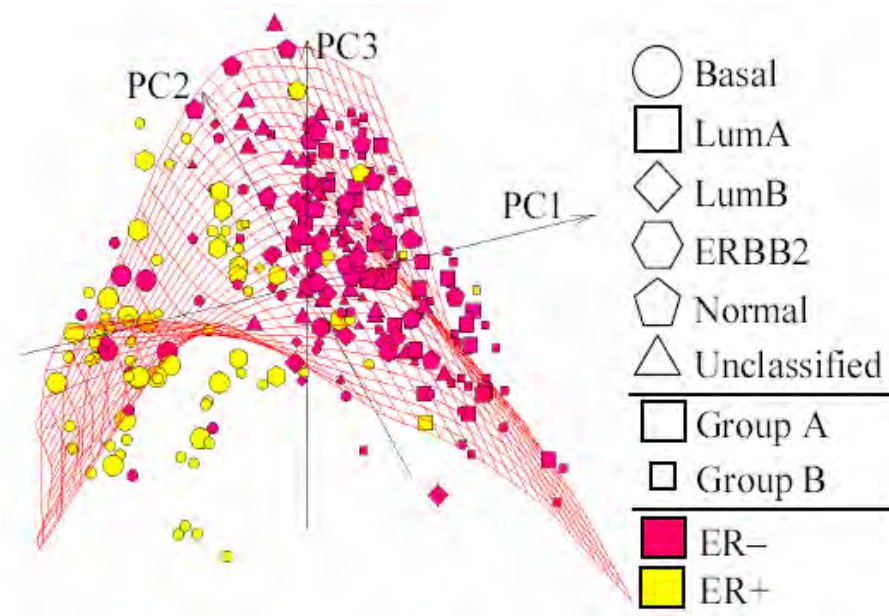 PC3
PC2
PC1
Basal
LumA
LumB
ERBB2
Normal
Unclassified
Group A
Group B
ER–
ER+